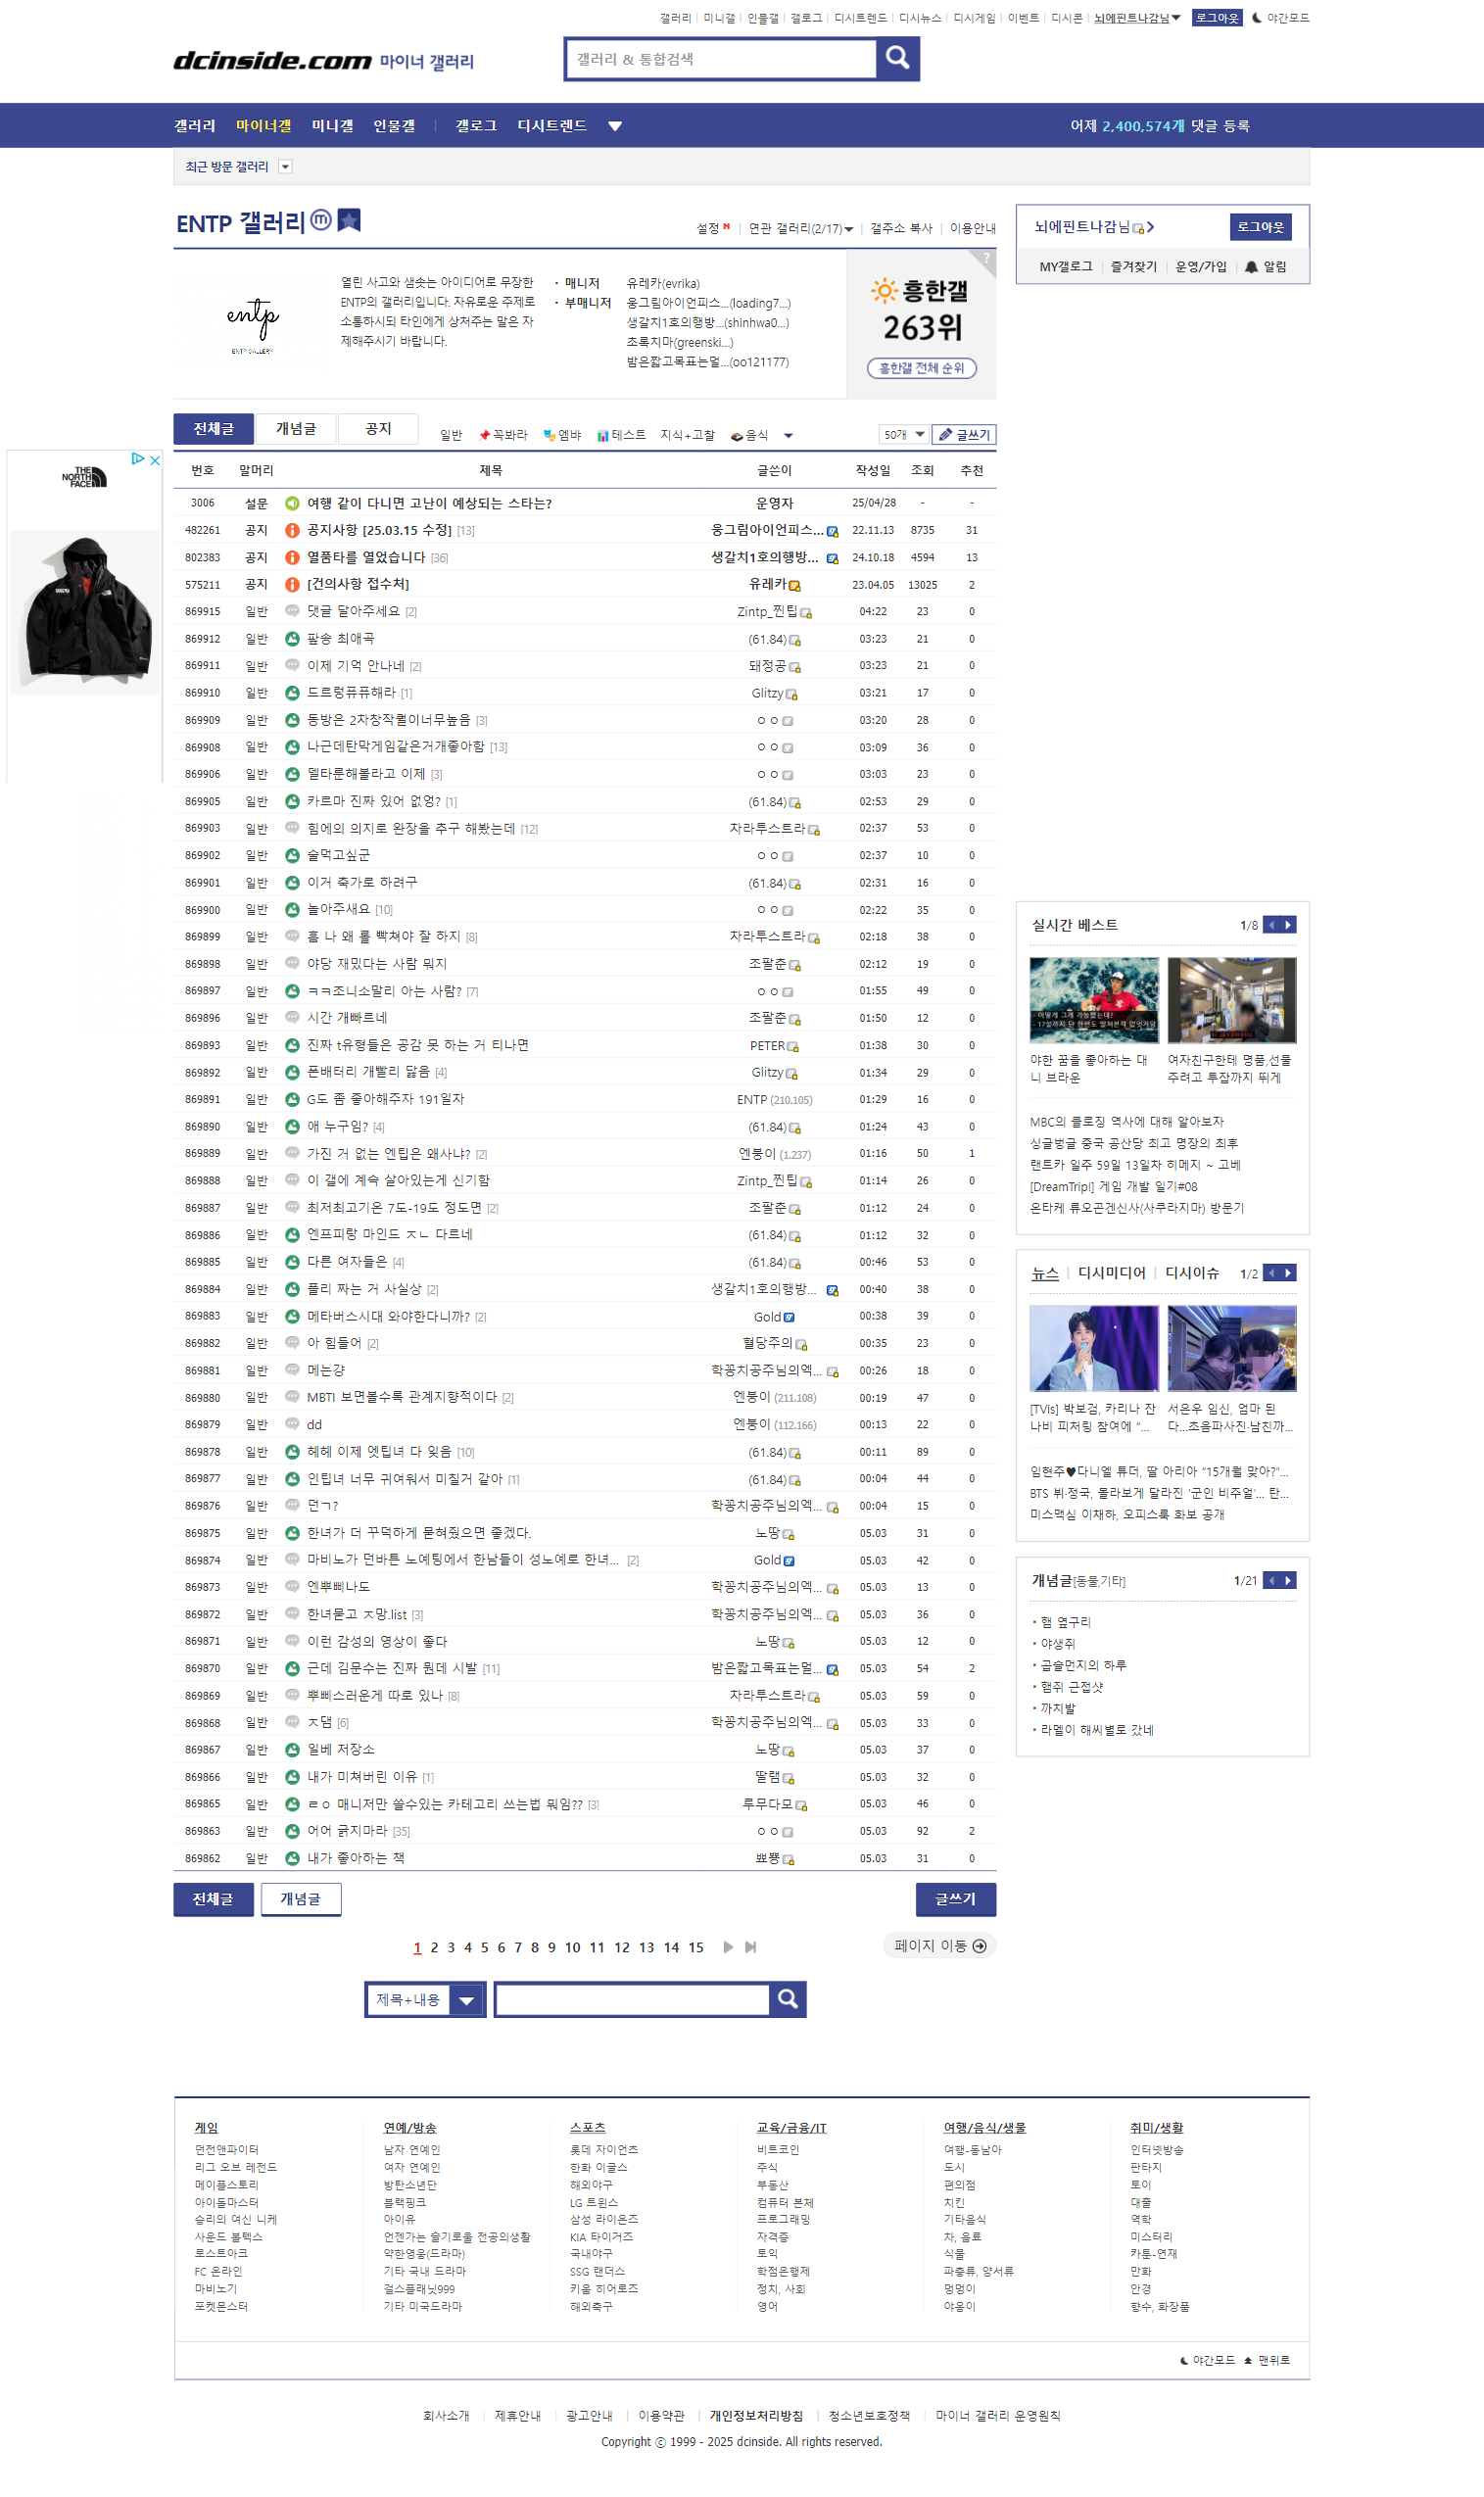 갤러리 미니갤 인물갤 갤로그 디시트렌드 디시뉴스 디시게임 이벤트 디시콘 뇌에핀트나감님 로그아웃 야간모드
dcinside.com 마이너 갤러리
갤러리 & 통합검색
갤러리 마이너갤 미니갤 인물갤 갤로그 디시트렌드 어제 2,400,574개 댓글 등록
최근 방문 갤러리
ENTP 갤러리
설정 N 연관 갤러리(2/17) 갤주소 복사 이용안내
열린 사고와 샘솟는 아이디어로 무장한
ENTP의 갤러리입니다. 자유로운 주제로
소통하시되 타인에게 상처주는 말은 자
제해주시기 바랍니다.
entp
ENTP GALLERY
· 매니저 유레카(evrika)
· 부매니저 웅그림아이언피스...(loading7...)
생갈치1호의행방...(shinhwa0...)
초록치마(greenski...)
밤은짧고목표는멀...(oo121177)
흥한갤
263위
흥한갤 전체 순위
?
뇌에핀트나감님 로그아웃
MY갤로그 즐겨찾기 운영/가입 알림
전체글 개념글 공지 일반 꼭봐라 엠뱌 테스트 지식+고찰 음식 50개 글쓰기
THE NORTH FACE
번호 말머리 제목 글쓴이 작성일 조회 추천
3006 설문 여행 같이 다니면 고난이 예상되는 스타는? 운영자 25/04/28 - -
482261 공지 공지사항 [25.03.15 수정] [13] 웅그림아이언피스... 22.11.13 8735 31
802383 공지 열품타를 열었습니다 [36] 생갈치1호의행방... 24.10.18 4594 13
575211 공지 [건의사항 접수처] 유레카 23.04.05 13025 2
869915 일반 댓글 달아주세요 [2] Zintp_찐팁 04:22 23 0
869912 일반 팦송 최애곡 (61.84) 03:23 21 0
869911 일반 이제 기억 안나네 [2] 돼정공 03:23 21 0
869910 일반 드르렁퓨퓨해라 [1] Glitzy 03:21 17 0
869909 일반 동방은 2차창작퀄이너무높음 [3] ㅇㅇ 03:20 28 0
869908 일반 나근데탄막게임같은거개좋아함 [13] ㅇㅇ 03:09 36 0
869906 일반 델타룬해볼라고 이제 [3] ㅇㅇ 03:03 23 0
869905 일반 카르마 진짜 있어 없엉? [1] (61.84) 02:53 29 0
869903 일반 힘에의 의지로 완장을 추구 해봤는데 [12] 차라투스트라 02:37 53 0
869902 일반 술먹고싶군 ㅇㅇ 02:37 10 0
869901 일반 이거 축가로 하려구 (61.84) 02:31 16 0
869900 일반 놀아주새요 [10] ㅇㅇ 02:22 35 0
869899 일반 흠 나 왜 롤 빡쳐야 잘 하지 [8] 차라투스트라 02:18 38 0
869898 일반 야당 재밌다는 사람 뭐지 조팔춘 02:12 19 0
869897 일반 ㅋㅋ조니소말리 아는 사람? [7] ㅇㅇ 01:55 49 0
869896 일반 시간 개빠르네 조팔춘 01:50 12 0
869893 일반 진짜 t유형들은 공감 못 하는 거 티나면 PETER 01:38 30 0
869892 일반 폰배터리 개빨리 닳음 [4] Glitzy 01:34 29 0
869891 일반 G도 좀 좋아해주자 191일차 ENTP (210.105) 01:29 16 0
869890 일반 얘 누구임? [4] (61.84) 01:24 43 0
869889 일반 가진 거 없는 엔팁은 왜사냐? [2] 엔붕이 (1.237) 01:16 50 1
869888 일반 이 갤에 계속 살아있는게 신기함 Zintp_찐팁 01:14 26 0
869887 일반 최저최고기온 7도-19도 정도면 [2] 조팔춘 01:12 24 0
869886 일반 엔프피랑 마인드 ㅈㄴ 다르네 (61.84) 01:12 32 0
869885 일반 다른 여자들은 [4] (61.84) 00:46 53 0
869884 일반 플리 짜는 거 사실상 [2] 생갈치1호의행방... 00:40 38 0
869883 일반 메타버스시대 와야한다니까? [2] Gold 00:38 39 0
869882 일반 아 힘들어 [2] 혈당주의 00:35 23 0
869881 일반 메는걍 학꽁치공주님의엑... 00:26 18 0
869880 일반 MBTI 보면볼수록 관계지향적이다 [2] 엔붕이 (211.108) 00:19 47 0
869879 일반 dd 엔붕이 (112.166) 00:13 22 0
869878 일반 헤헤 이제 엣팁녀 다 잊음 [10] (61.84) 00:11 89 0
869877 일반 인팁녀 너무 귀여워서 미칠거 같아 [1] (61.84) 00:04 44 0
869876 일반 던ㄱ? 학꽁치공주님의엑... 00:04 15 0
869875 일반 한녀가 더 꾸덕하게 묻혀줬으면 좋겠다. 노땅 05.03 31 0
869874 일반 마비노가 던바튼 노예팅에서 한남들이 성노예로 한녀... [2] Gold 05.03 42 0
869873 일반 엔뿌삐나도 학꽁치공주님의엑... 05.03 13 0
869872 일반 한녀묻고 ㅈ망.list [3] 학꽁치공주님의엑... 05.03 36 0
869871 일반 이런 감성의 영상이 좋다 노땅 05.03 12 0
869870 일반 근데 김문수는 진짜 뭔데 시발 [11] 밤은짧고목표는멀... 05.03 54 2
869869 일반 뿌삐스러운게 따로 있나 [8] 차라투스트라 05.03 59 0
869868 일반 ㅈ댐 [6] 학꽁치공주님의엑... 05.03 33 0
869867 일반 일베 저장소 노땅 05.03 37 0
869866 일반 내가 미쳐버린 이유 [1] 딸램 05.03 32 0
869865 일반 ㄹㅇ 매니저만 쓸수있는 카테고리 쓰는법 뭐임?? [3] 루무다모 05.03 46 0
869863 일반 어어 긁지마라 [35] ㅇㅇ 05.03 92 2
869862 일반 내가 좋아하는 책 뾰뿅 05.03 31 0
전체글 개념글 글쓰기
1 2 3 4 5 6 7 8 9 10 11 12 13 14 15 페이지 이동
제목+내용
실시간 베스트 1/8
- 어떻게 그게 가능했는데?
야한 꿈을 좋아하는 대
니 브라운
여자친구한테 명품,선물
주려고 투잡까지 뛰게
MBC의 클로징 역사에 대해 알아보자
싱글벙글 중국 공산당 최고 명장의 최후
랜트카 일주 59일 13일차 히메지 ~ 고베
[DreamTrip!] 게임 개발 일기#08
온타케 류오곤겐신사(사쿠라지마) 방문기
뉴스 디시미디어 디시이슈 1/2
[TVis] 박보검, 카리나 잔
나비 피처링 참여에 “...
서은우 임신, 엄마 된
다...초음파사진·남친까...
임현주♥다니엘 튜더, 딸 아리아 “15개월 맞아?”...
BTS 뷔·정국, 몰라보게 달라진 ‘군인 비주얼’... 탄...
미스맥심 이채하, 오피스룩 화보 공개
개념글[동물,기타] 1/21
· 햄 옆구리
· 야생쥐
· 곰슬먼지의 하루
· 햄쥐 근접샷
· 까치발
· 라멜이 해씨별로 갔네
게임 연예/방송 스포츠 교육/금융/IT 여행/음식/생물 취미/생활
던전앤파이터 남자 연예인 롯데 자이언츠 비트코인 여행-동남아 인터넷방송
리그 오브 레전드 여자 연예인 한화 이글스 주식 도시 판타지
메이플스토리 방탄소년단 해외야구 부동산 편의점 토이
아이돌마스터 블랙핑크 LG 트윈스 컴퓨터 본체 치킨 대출
승리의 여신 니케 아이유 삼성 라이온즈 프로그래밍 기타음식 역학
사운드 볼텍스 언젠가는 슬기로울 전공의생활 KIA 타이거즈 자격증 차, 음료 미스터리
로스트아크 약한영웅(드라마) 국내야구 토익 식물 카툰-연재
FC 온라인 기타 국내 드라마 SSG 랜더스 학점은행제 파충류, 양서류 만화
마비노기 걸스플래닛999 키움 히어로즈 정치, 사회 멍멍이 안경
포켓몬스터 기타 미국드라마 해외축구 영어 야옹이 향수, 화장품
야간모드 맨위로
회사소개 제휴안내 광고안내 이용약관 개인정보처리방침 청소년보호정책 마이너 갤러리 운영원칙
Copyright ⓒ 1999 - 2025 dcinside. All rights reserved.